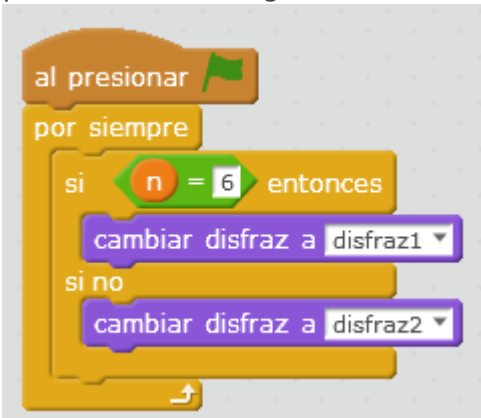 al presionar
por siempre
si n = 6 entonces
cambiar disfraz a disfraz1
si no
cambiar disfraz a disfraz2